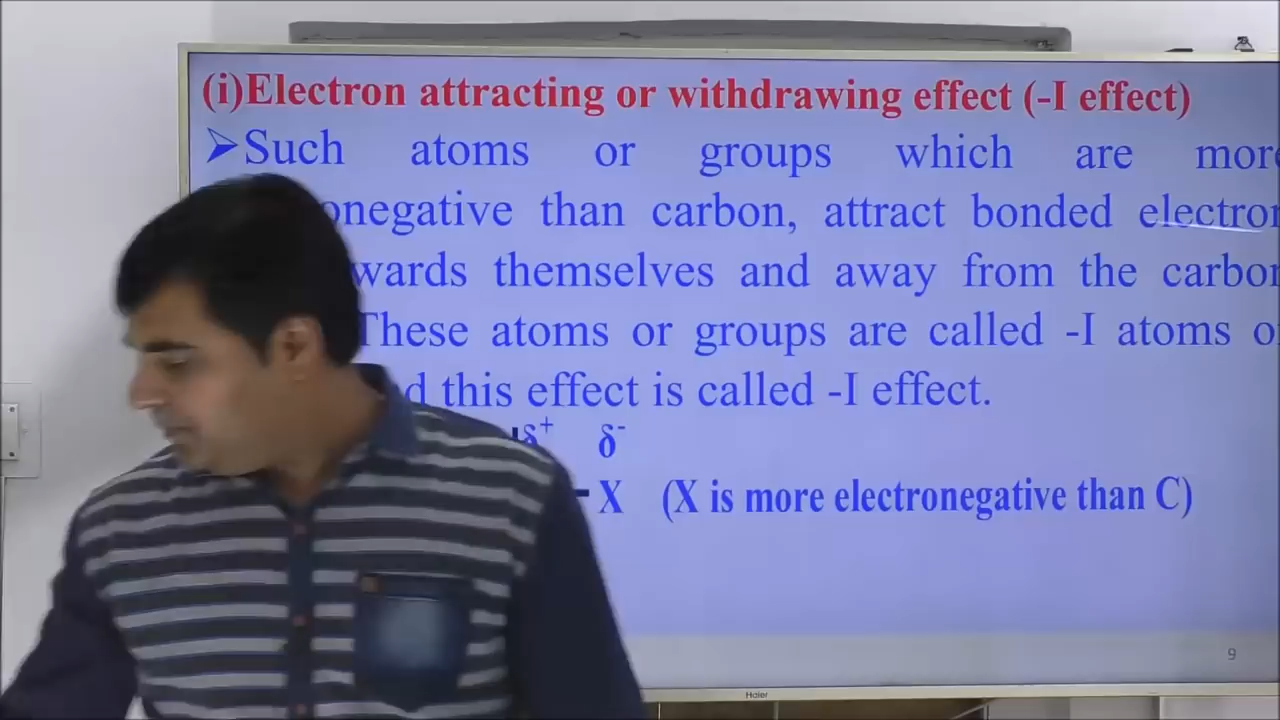 (i)Electron attracting or withdrawing effect (-I effect)
➢Such atoms or groups which are more
onegative than carbon, attract bonded electron
wards themselves and away from the carbon
These atoms or groups are called -I atoms o
d this effect is called -I effect.
δ+ δ-
- X (X is more electronegative than C)
9
Haier